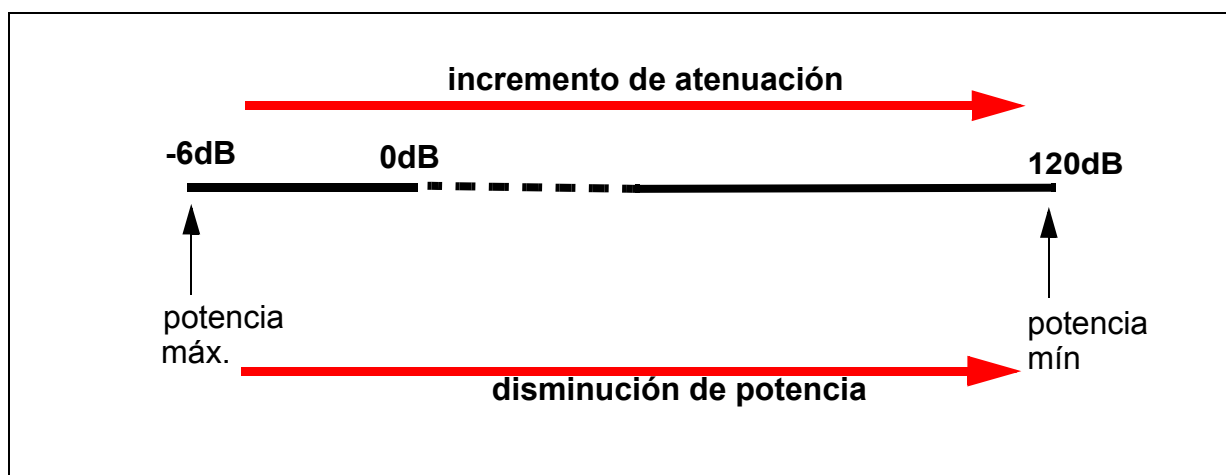 incremento de atenuación
-6dB
0dB
120dB
potencia
máx.
potencia
mín
disminución de potencia